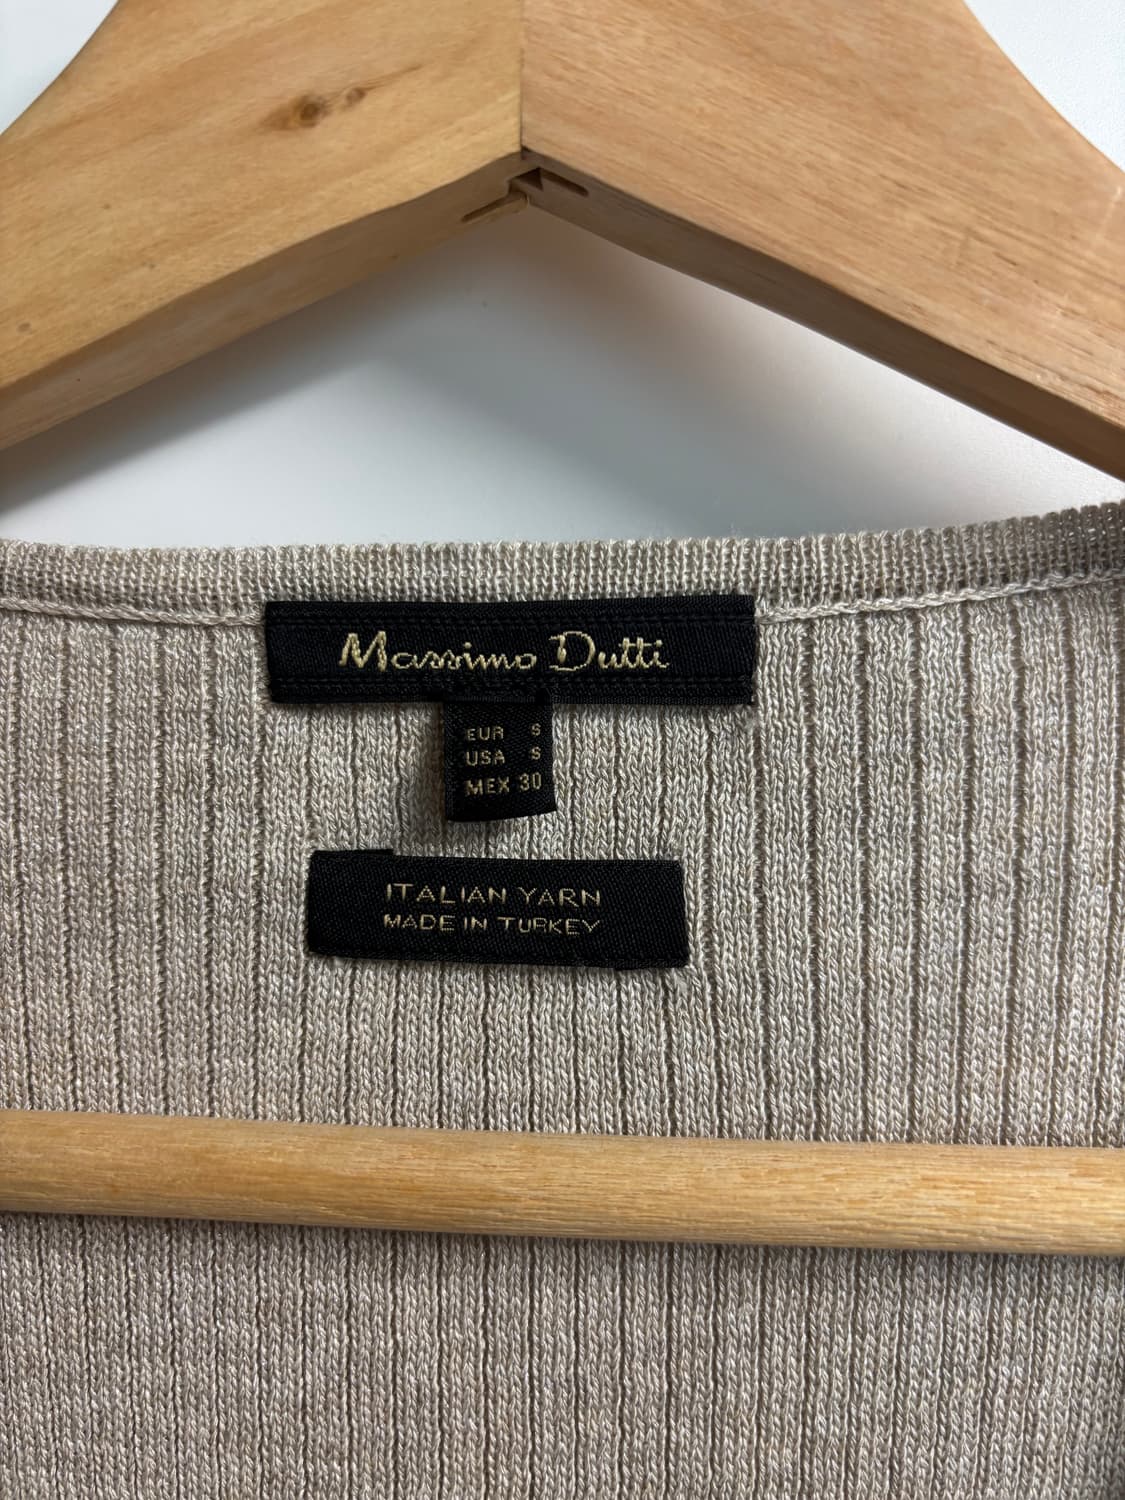 Massimo Dutti
EUR S
USA S
MEX 30
ITALIAN YARN
MADE IN TURKEY